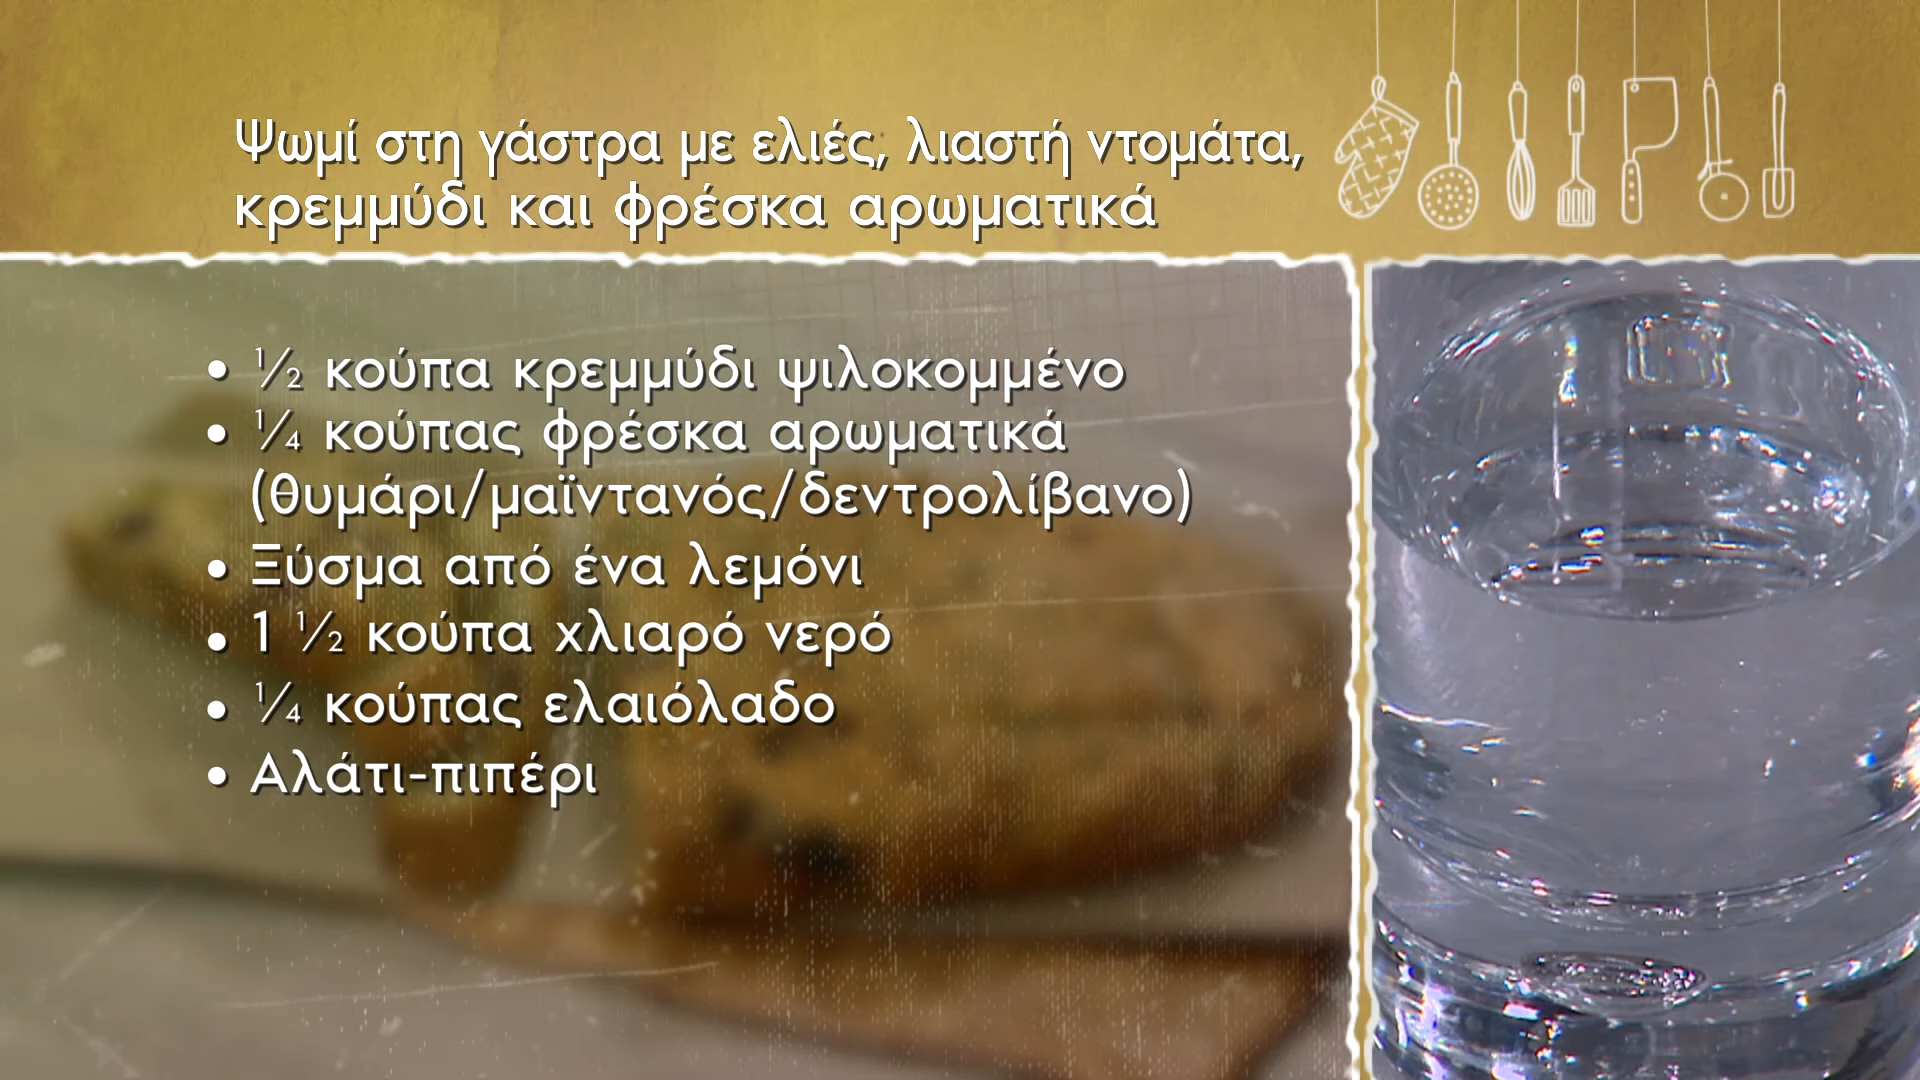 Ψωμί στη γάστρα με ελιές, λιαστή ντομάτα,
κρεμμύδι και φρέσκα αρωματικά
• ½ κούπα κρεμμύδι ψιλοκομμένο
• ¼ κούπας φρέσκα αρωματικά
(θυμάρι/μαϊντανός/δεντρολίβανο)
• Ξύσμα από ένα λεμόνι
• 1 ½ κούπα χλιαρό νερό
• ¼ κούπας ελαιόλαδο
• Αλάτι-πιπέρι